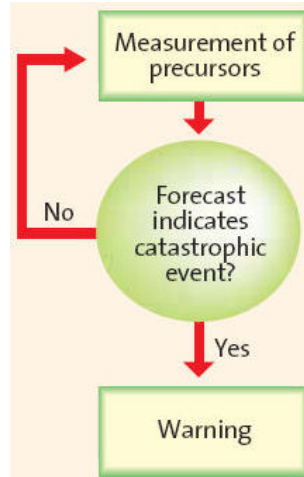 Measurement of
precursors
Forecast
indicates
catastrophic
event?
No
Yes
Warning